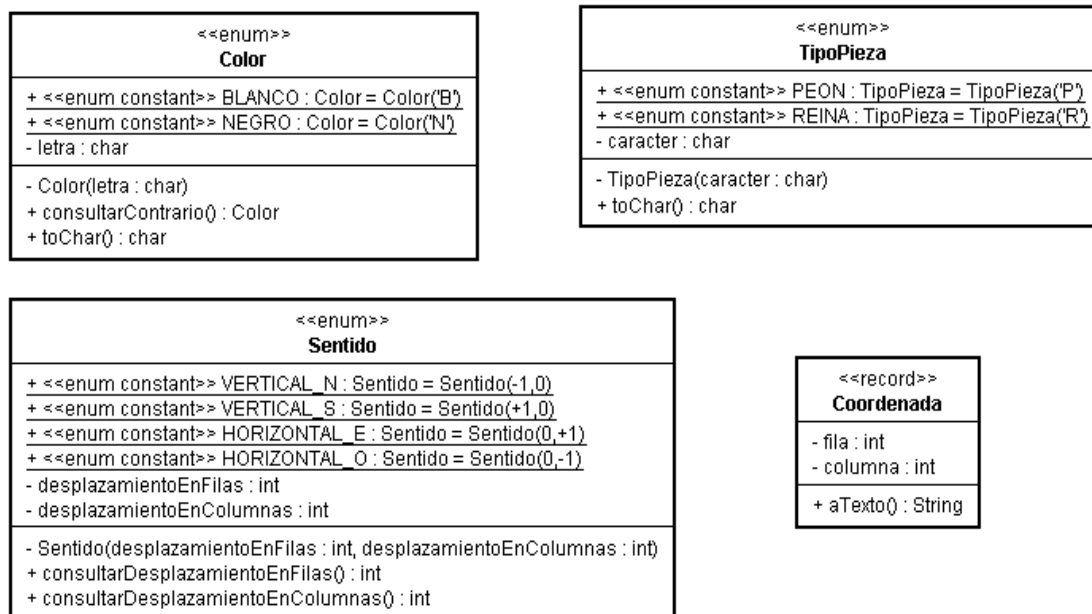 <<enum>>
Color
+ <<enum constant>> BLANCO : Color = Color('B')
+ <<enum constant>> NEGRO : Color = Color('N')
- letra : char
- Color(letra : char)
+ consultarContrario() : Color
+ toChar() : char
<<enum>>
TipoPieza
+ <<enum constant>> PEON : TipoPieza = TipoPieza('P')
+ <<enum constant>> REINA : TipoPieza = TipoPieza('R')
- caracter : char
- TipoPieza(caracter : char)
+ toChar() : char
<<enum>>
Sentido
+ <<enum constant>> VERTICAL_N : Sentido = Sentido(-1,0)
+ <<enum constant>> VERTICAL_S : Sentido = Sentido(+1,0)
+ <<enum constant>> HORIZONTAL_E : Sentido = Sentido(0,+1)
+ <<enum constant>> HORIZONTAL_O : Sentido = Sentido(0,-1)
- desplazamientoEnFilas : int
- desplazamientoEnColumnas : int
- Sentido(desplazamientoEnFilas : int, desplazamientoEnColumnas : int)
+ consultarDesplazamientoEnFilas() : int
+ consultarDesplazamientoEnColumnas() : int
<<record>>
Coordenada
- fila : int
- columna : int
+ aTexto() : String